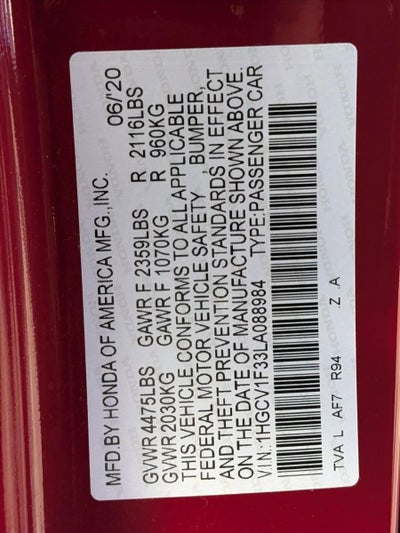 MFD.BY HONDA OF AMERICA MFG.,INC. 06/'20
GVWR 4475LBS GAWR F 2359LBS R 2116LBS
GVWR 2030KG GAWR F 1070KG R 960KG
THIS VEHICLE CONFORMS TO ALL APPLICABLE
FEDERAL MOTOR VEHICLE SAFETY , BUMPER,
AND THEFT PREVENTION STANDARDS IN EFFECT
ON THE DATE OF MANUFACTURE SHOWN ABOVE.
V.I.N.:1HGCV1F33LA088984 TYPE:PASSENGER CAR
TVA L AF7 R94 Z .A